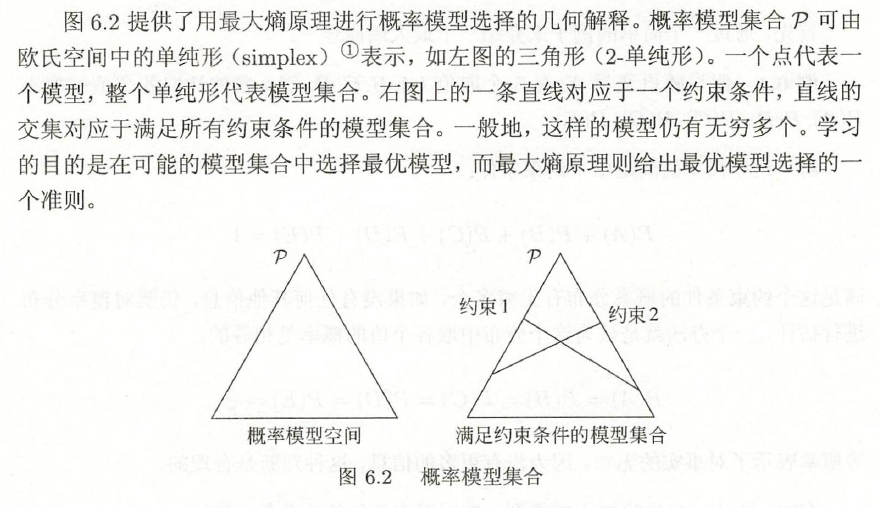 图 6.2 提供了用最大熵原理进行概率模型选择的几何解释。概率模型集合 𝒫 可由
欧氏空间中的单纯形（simplex）①表示，如左图的三角形（2-单纯形）。一个点代表一
个模型，整个单纯形代表模型集合。右图上的一条直线对应于一个约束条件，直线的
交集对应于满足所有约束条件的模型集合。一般地，这样的模型仍有无穷多个。学习
的目的是在可能的模型集合中选择最优模型，而最大熵原理则给出最优模型选择的一
个准则。
𝒫
概率模型空间
𝒫
约束 1
约束 2
满足约束条件的模型集合
图 6.2 概率模型集合